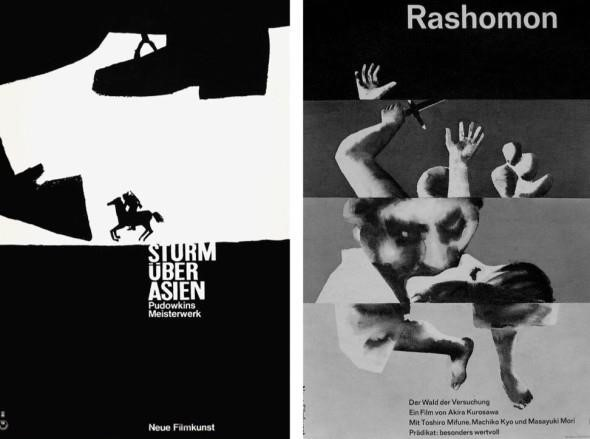 STURM
ÜBER
ASIEN
Pudowkins
Meisterwerk
Neue Filmkunst
Rashomon
Der Wald der Versuchung
Ein Film von Akira Kurosawa
Mit Toshiro Mifune, Machiko Kyo und Masayuki Mori
Prädikat: besonders wertvoll